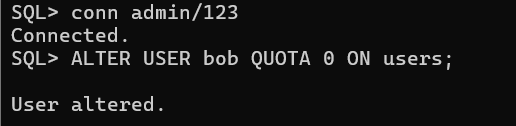 SQL> conn admin/123
Connected.
SQL> ALTER USER bob QUOTA 0 ON users;
User altered.